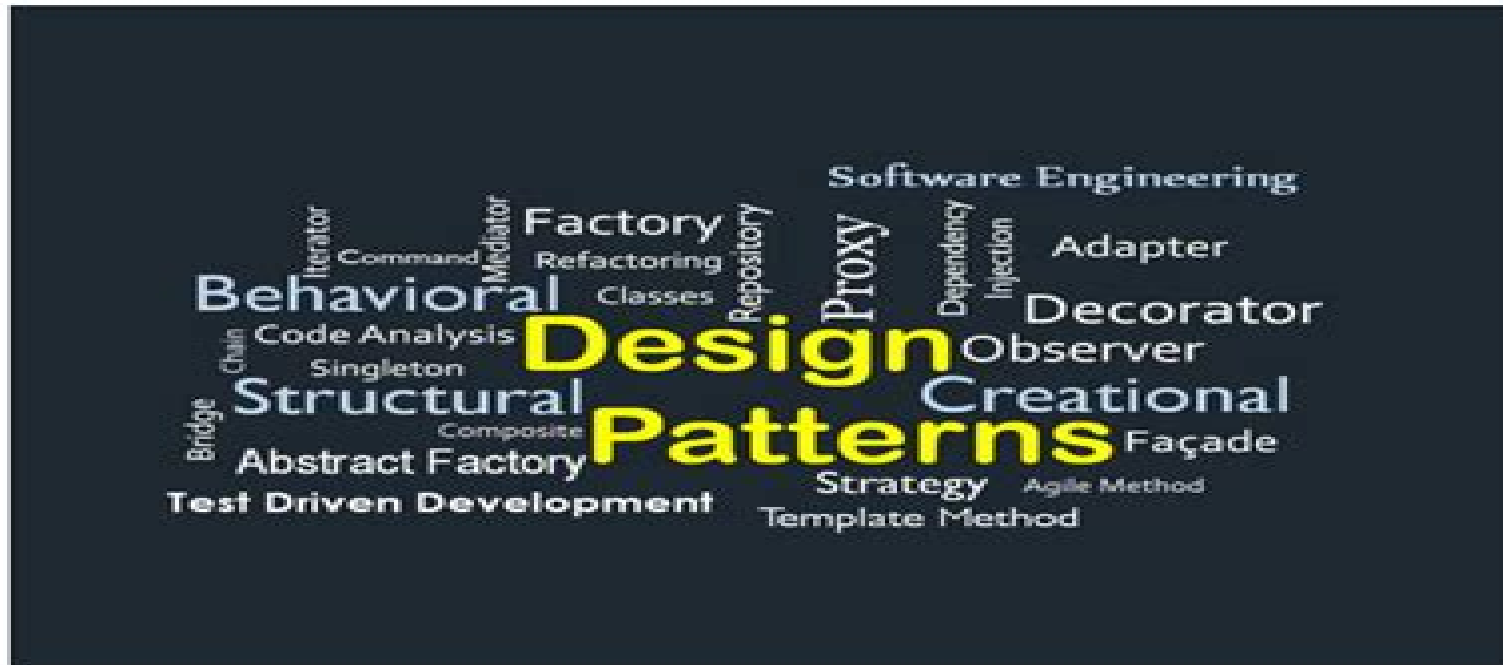 Software Engineering
Iterator
Command
Mediator
Factory
Refactoring
Classes
Repository
Proxy
Dependency
Injection
Adapter
Behavioral
Decorator
Chain
Code Analysis
Singleton
Design
Observer
Structural
Creational
Bridge
Composite
Patterns
Façade
Abstract Factory
Strategy
Agile Method
Test Driven Development
Template Method